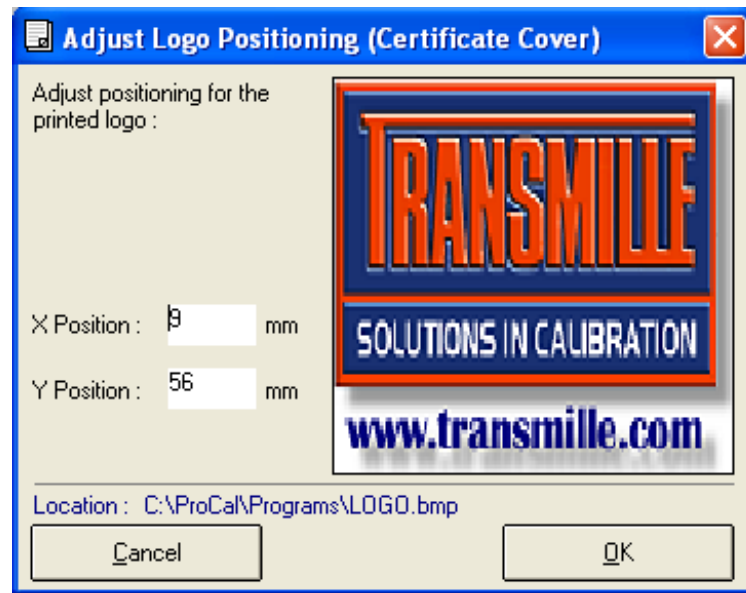 Adjust Logo Positioning (Certificate Cover)
Adjust positioning for the
printed logo :
TRANSMILLE
SOLUTIONS IN CALIBRATION
www.transmille.com
X Position : 9 mm
Y Position : 56 mm
Location : C:\ProCal\Programs\LOGO.bmp
Cancel
OK